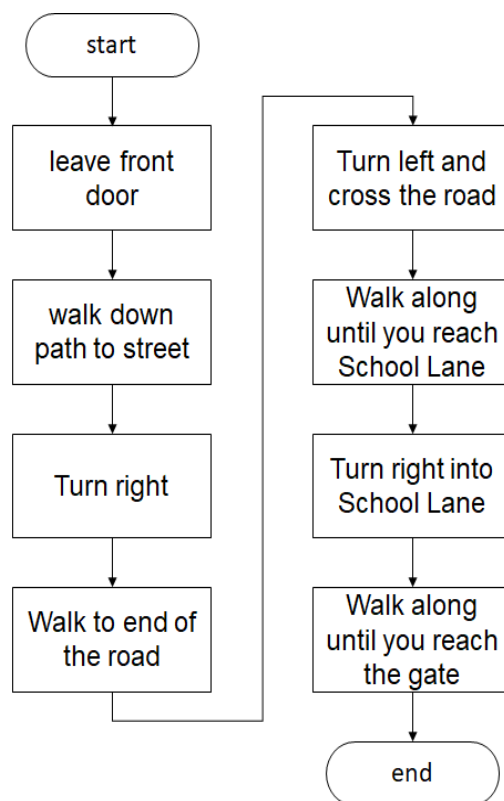 start
leave front
door
walk down
path to street
Turn right
Walk to end of
the road
Turn left and
cross the road
Walk along
until you reach
School Lane
Turn right into
School Lane
Walk along
until you reach
the gate
end